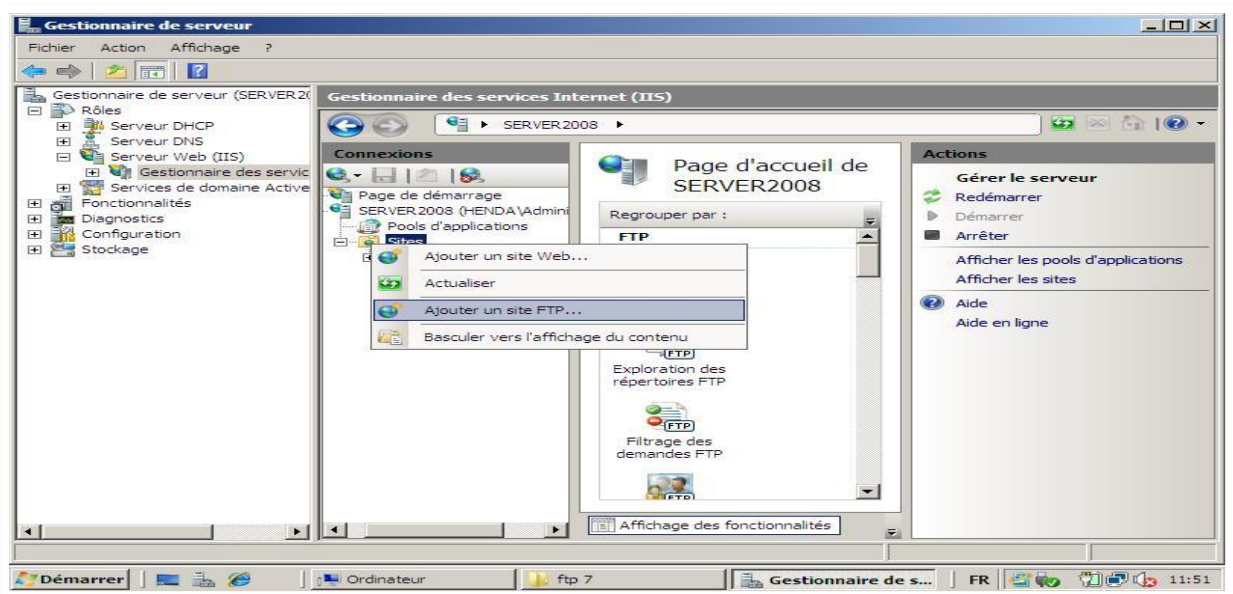 Gestionnaire de serveur
Fichier Action Affichage ?
Gestionnaire de serveur (SERVER20
Rôles
Serveur DHCP
Serveur DNS
Serveur Web (IIS)
Gestionnaire des servic
Services de domaine Active
Fonctionnalités
Diagnostics
Configuration
Stockage
Gestionnaire des services Internet (IIS)
SERVER2008
Connexions
Page de démarrage
SERVER2008 (HENDA\Admini
Pools d'applications
Sites
Ajouter un site Web...
Actualiser
Ajouter un site FTP...
Basculer vers l'affichage du contenu
Page d'accueil de
SERVER2008
Regrouper par :
FTP
FTP
Exploration des
répertoires FTP
FTP
Filtrage des
demandes FTP
FTP
Affichage des fonctionnalités
Actions
Gérer le serveur
Redémarrer
Démarrer
Arrêter
Afficher les pools d'applications
Afficher les sites
Aide
Aide en ligne
Démarrer
Ordinateur
ftp 7
Gestionnaire de s...
FR
11:51